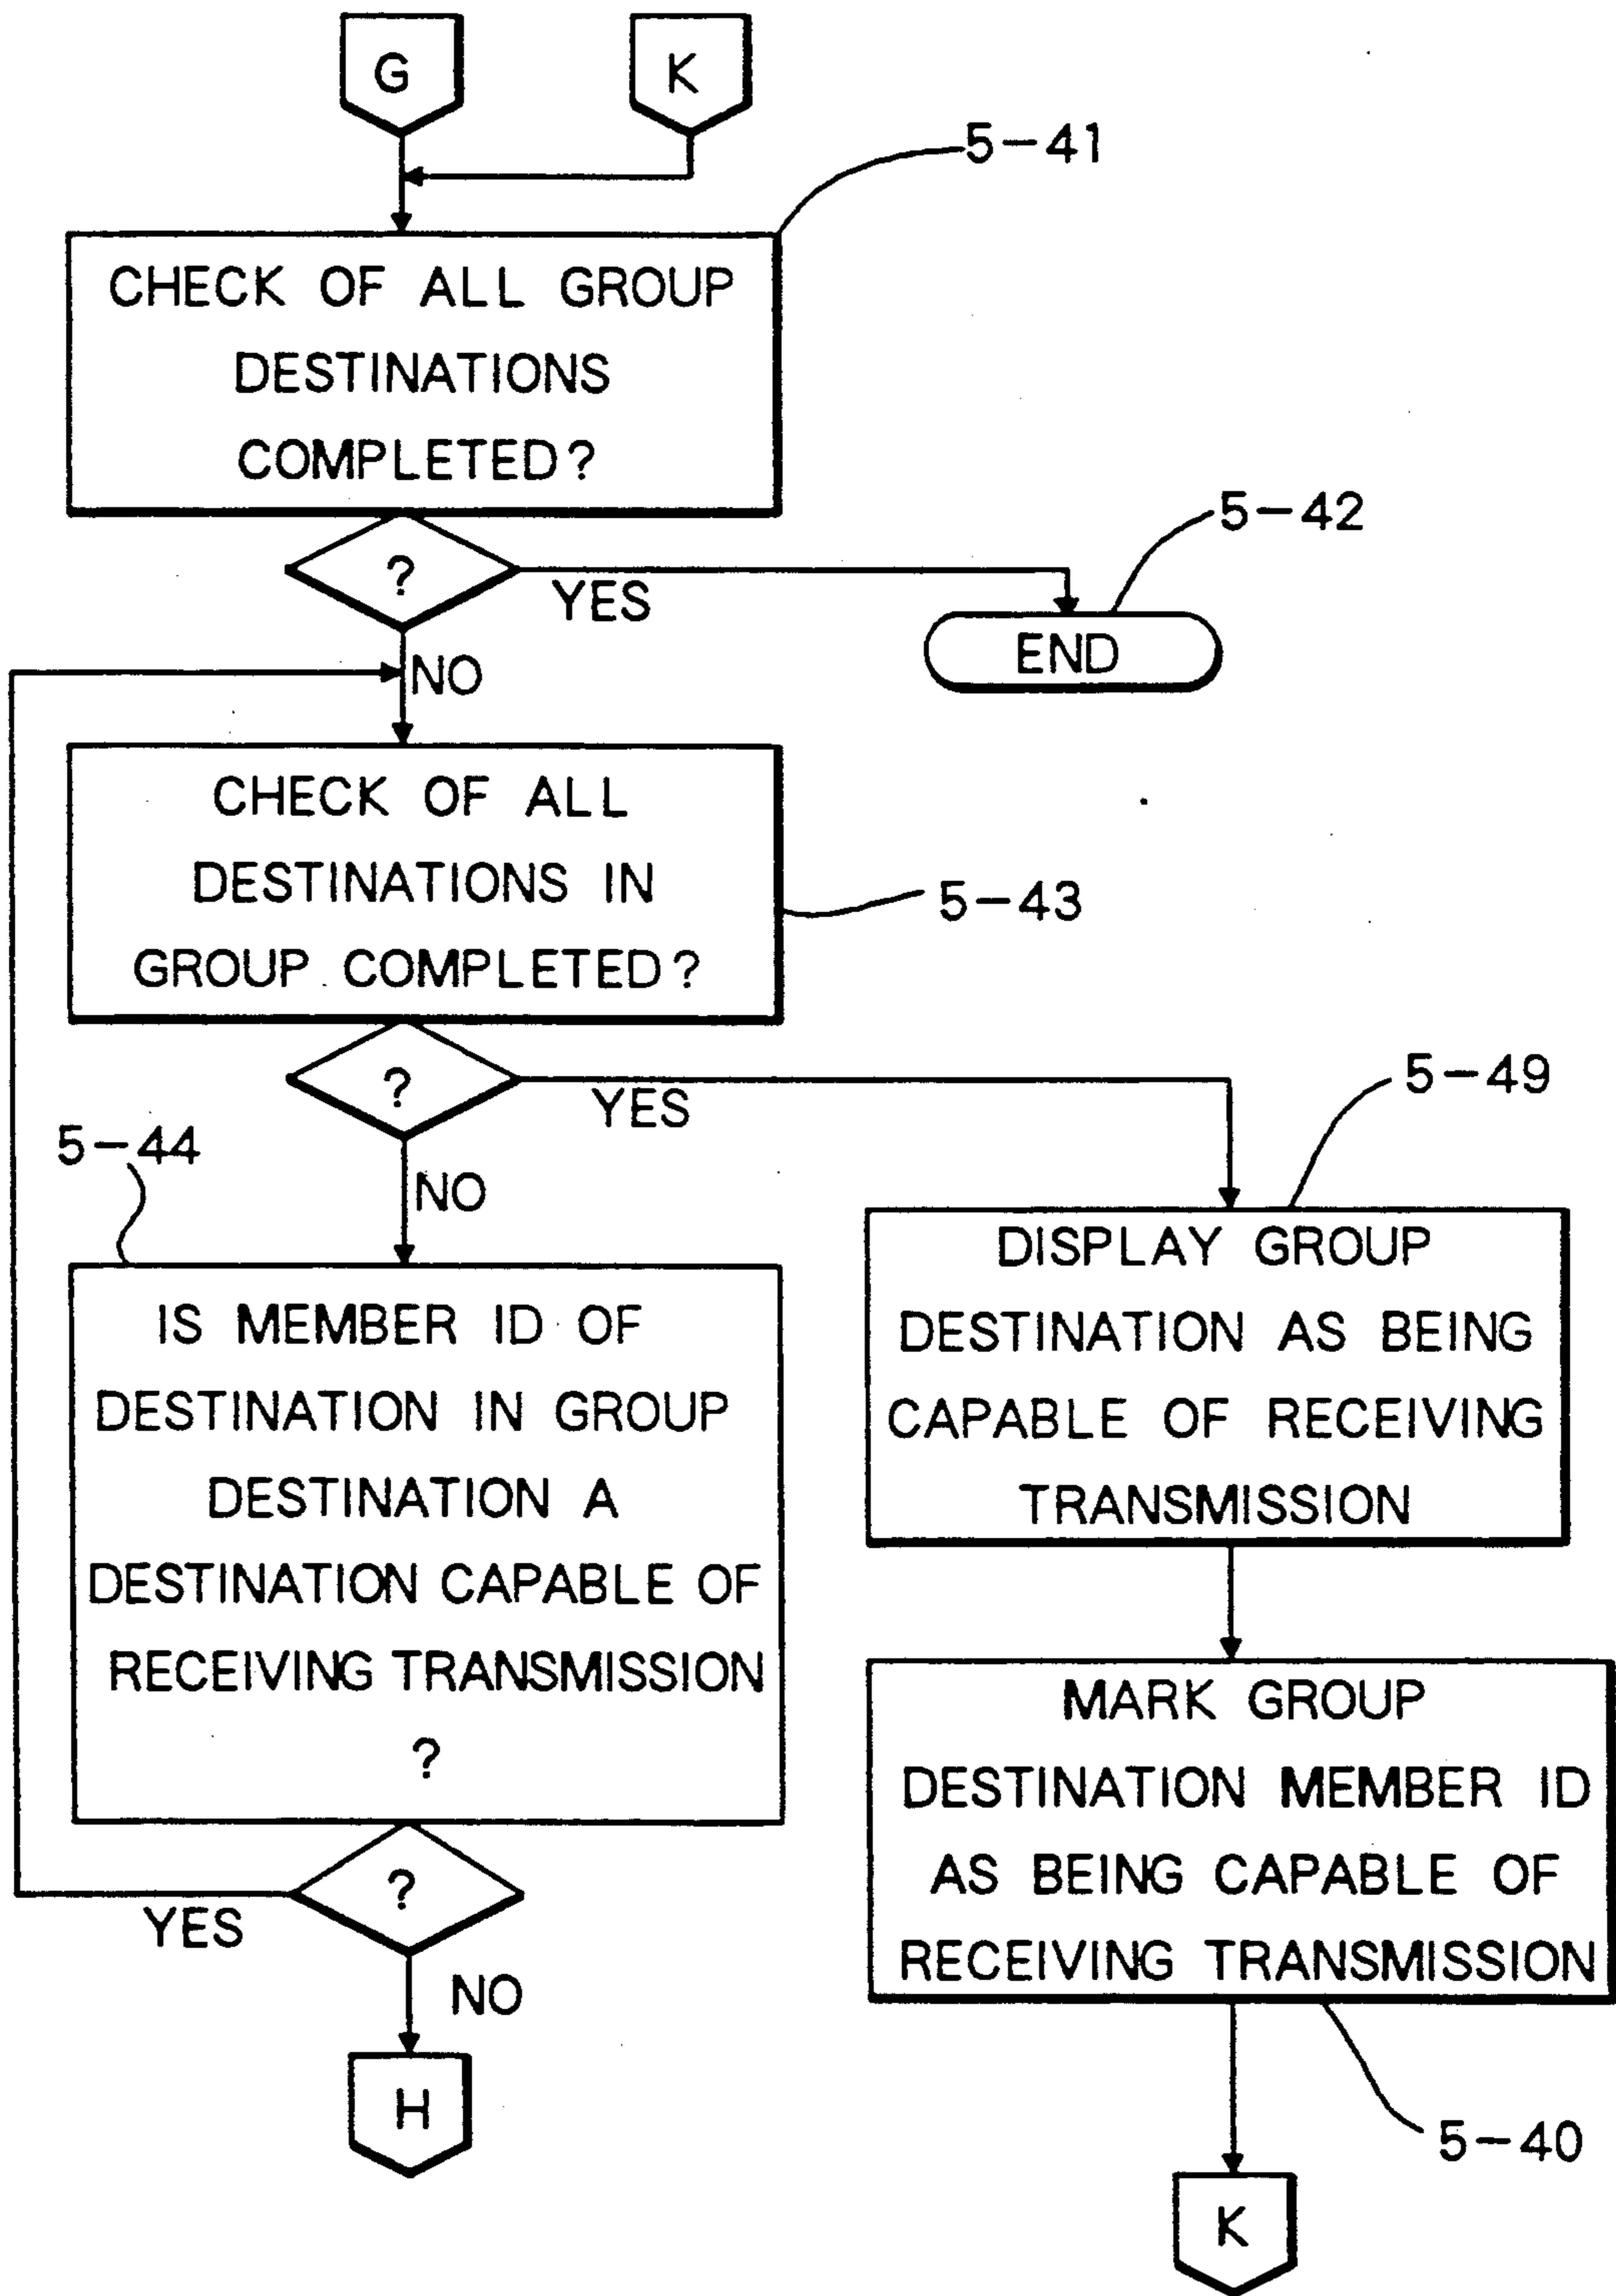 G
K
5-41
CHECK OF ALL GROUP
DESTINATIONS
COMPLETED?
?
YES
5-42
END
NO
CHECK OF ALL
DESTINATIONS IN
GROUP COMPLETED?
5-43
?
YES
5-49
5-44
NO
IS MEMBER ID OF
DESTINATION IN GROUP
DESTINATION A
DESTINATION CAPABLE OF
RECEIVING TRANSMISSION
?
?
YES
NO
H
DISPLAY GROUP
DESTINATION AS BEING
CAPABLE OF RECEIVING
TRANSMISSION
MARK GROUP
DESTINATION MEMBER ID
AS BEING CAPABLE OF
RECEIVING TRANSMISSION
5-40
K